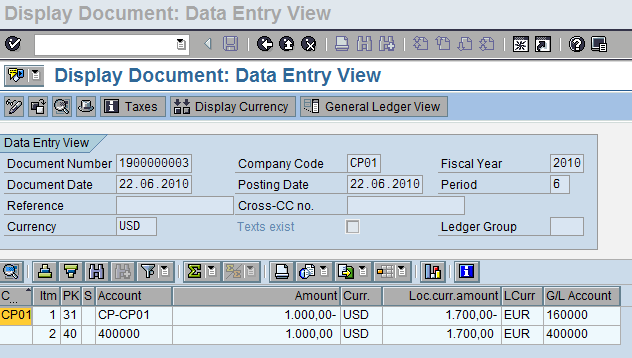 Display Document: Data Entry View
Display Document: Data Entry View
Taxes Display Currency General Ledger View
Data Entry View
Document Number 1900000003 Company Code CP01 Fiscal Year 2010
Document Date 22.06.2010 Posting Date 22.06.2010 Period 6
Reference Cross-CC no.
Currency USD Texts exist Ledger Group
C... Itm PK S Account Amount Curr. Loc.curr.amount LCurr G/L Account
CP01 1 31 CP-CP01 1.000,00- USD 1.700,00- EUR 160000
2 40 400000 1.000,00 USD 1.700,00 EUR 400000